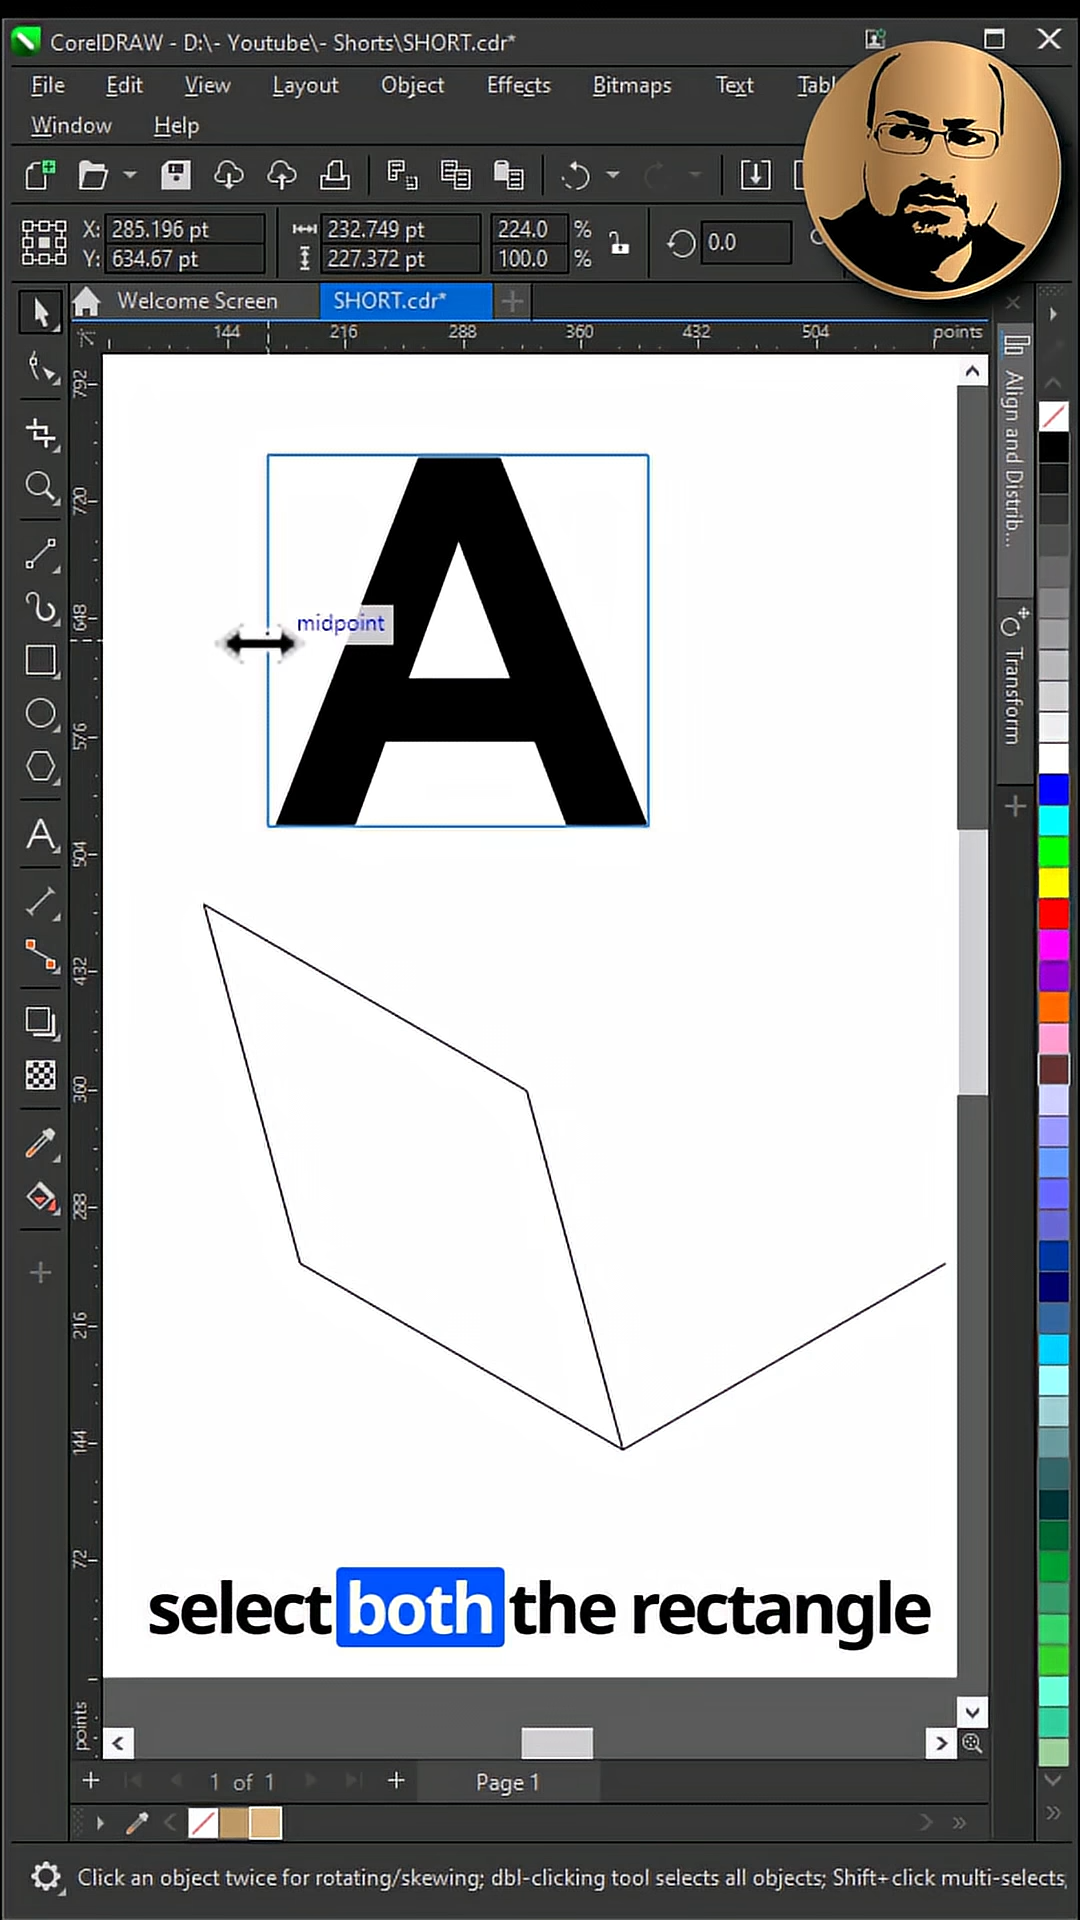 CorelDRAW - D:\- Youtube\- Shorts\SHORT.cdr*
File Edit View Layout Object Effects Bitmaps Text
Window Help
X: 285.196 pt 232.749 pt 224.0 %
Y: 634.67 pt 227.372 pt 100.0 % 0.0
Welcome Screen SHORT.cdr*
144 216 288 360 432 504 points
792
720
648
576
504
432
360
288
216
144
72
points
Align and Distrib...
Transform
A
midpoint
select both the rectangle
1 of 1 Page 1
Click an object twice for rotating/skewing; dbl-clicking tool selects all objects; Shift+click multi-selects;